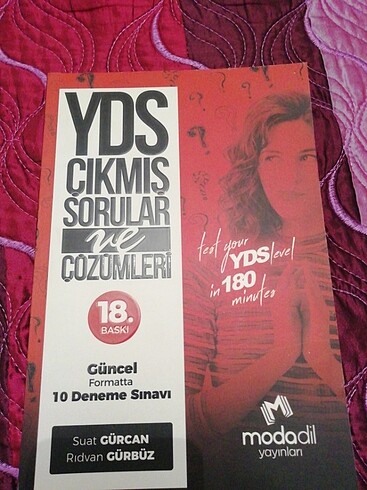 YDS
ÇIKMIŞ
SORULAR
ve
ÇÖZÜMLERİ
18.
BASKI
Güncel
Formatta
10 Deneme Sınavı
Suat GÜRCAN
Rıdvan GÜRBÜZ
test your
YDS level
in 180
minutes
modadil
yayınları